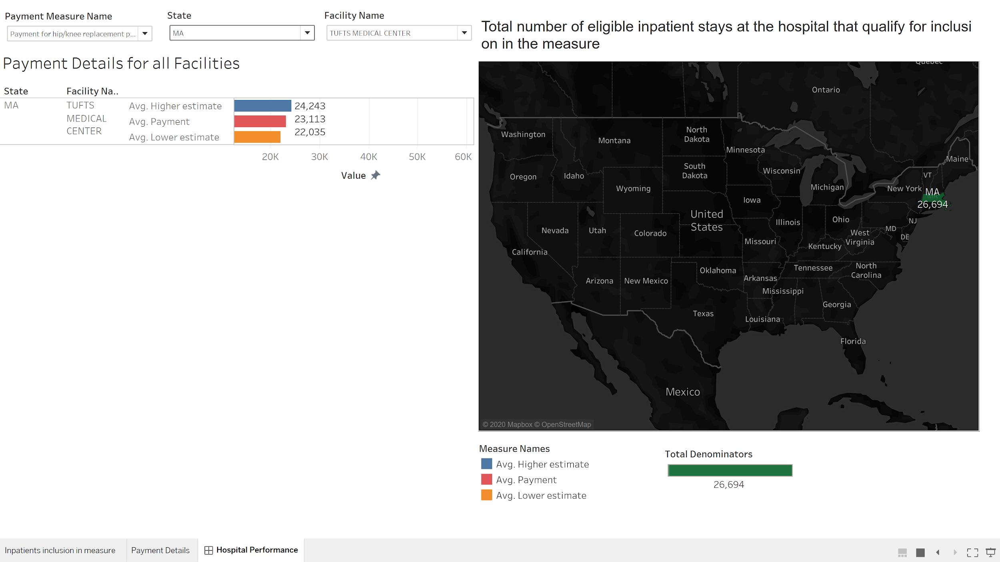 Payment Measure Name
State
Facility Name
Payment for hip/knee replacement p...
MA
TUFTS MEDICAL CENTER
Payment Details for all Facilities
State
Facility Na..
MA
TUFTS
MEDICAL
CENTER
Avg. Higher estimate
24,243
Avg. Payment
23,113
Avg. Lower estimate
22,035
20K
30K
40K
50K
60K
Value
Total number of eligible inpatient stays at the hospital that qualify for inclusi
on in the measure
Quebec
Ontario
Washington
Montana
North
Dakota
Minnesota
Maine
South
Dakota
Wisconsin
Oregon
Idaho
VT
Wyoming
Michigan
New York
MA
MA
26,694
Iowa
United
States
Illinois
Ohio
NJ
Nevada
Utah
Colorado
West
Virginia
MD
DE
Missouri
Kentucky
California
Tennessee
North
Carolina
Oklahoma
Arkansas
Arizona
New Mexico
Mississippi
Georgia
Texas
Louisiana
Florida
Mexico
© 2020 Mapbox © OpenStreetMap
Measure Names
Avg. Higher estimate
Avg. Payment
Avg. Lower estimate
Total Denominators
26,694
Inpatients inclusion in measure
Payment Details
Hospital Performance